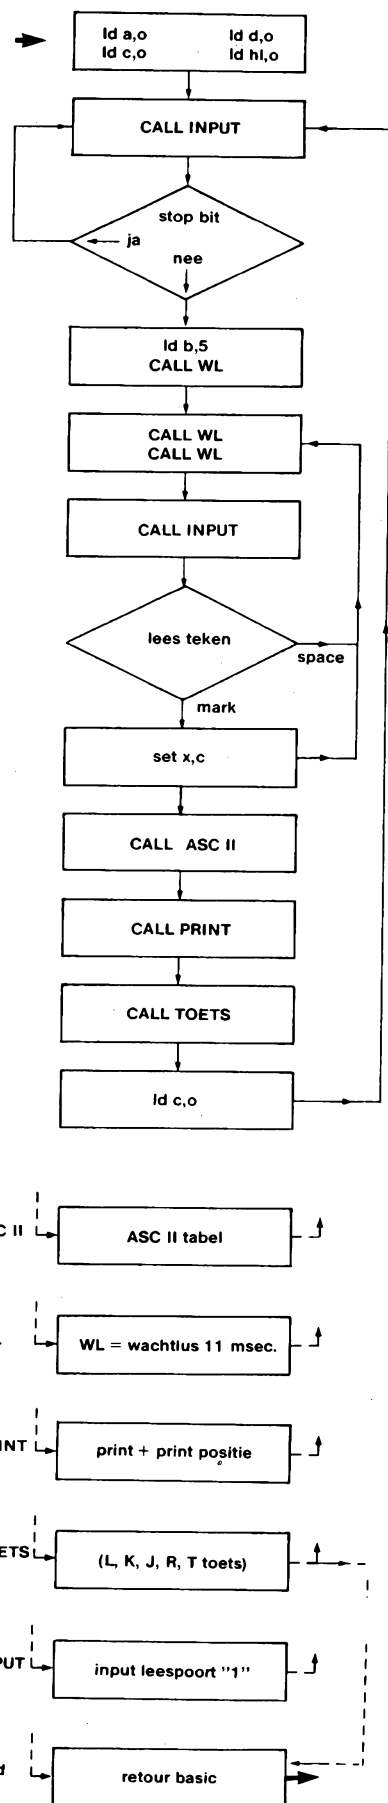 ld a,o ld d,o
ld c,o ld hl,o
CALL INPUT
stop bit
ja
nee
ld b,5
CALL WL
CALL WL
CALL WL
CALL INPUT
lees teken
space
mark
set x,c
CALL ASC II
CALL PRINT
CALL TOETS
ld c,o
C II
ASC II tabel
WL = wachtlus 11 msec.
INT
print + print positie
ETS
(L, K, J, R, T toets)
PUT
input leespoort "1"
d
retour basic